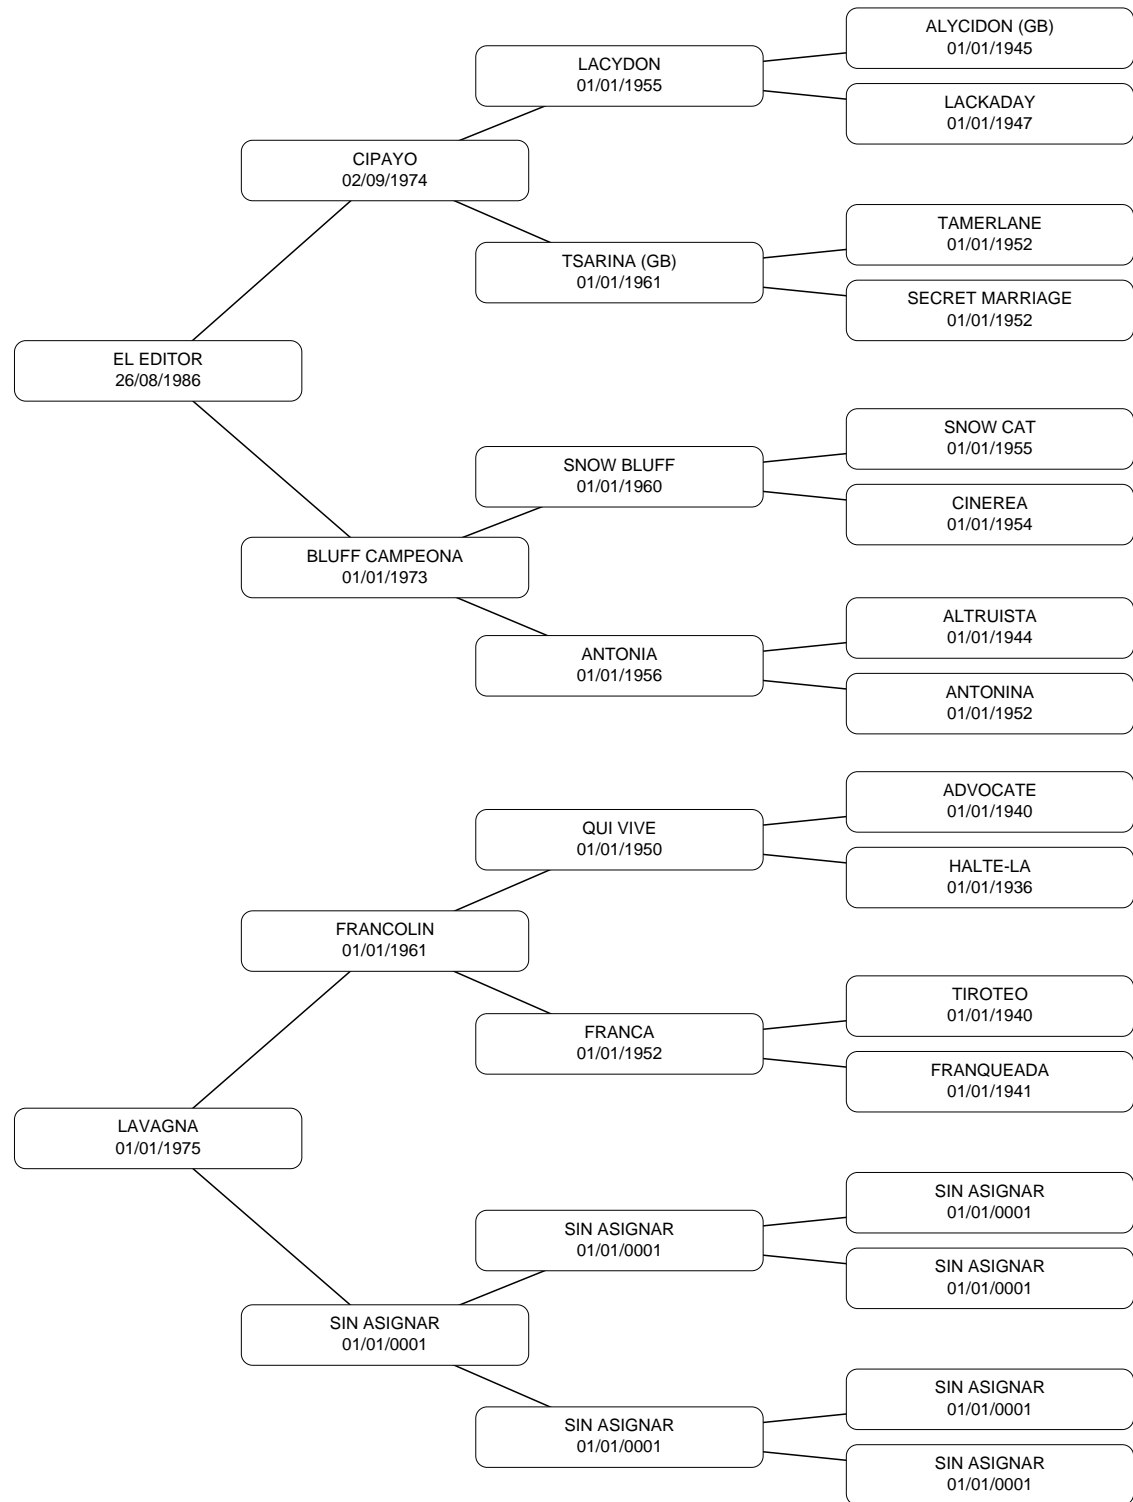 ALYCIDON (GB)
01/01/1945
LACYDON
01/01/1955
LACKADAY
01/01/1947
CIPAYO
02/09/1974
TAMERLANE
01/01/1952
TSARINA (GB)
01/01/1961
SECRET MARRIAGE
01/01/1952
EL EDITOR
26/08/1986
SNOW CAT
01/01/1955
SNOW BLUFF
01/01/1960
CINEREA
01/01/1954
BLUFF CAMPEONA
01/01/1973
ALTRUISTA
01/01/1944
ANTONIA
01/01/1956
ANTONINA
01/01/1952
ADVOCATE
01/01/1940
QUI VIVE
01/01/1950
HALTE-LA
01/01/1936
FRANCOLIN
01/01/1961
TIROTEO
01/01/1940
FRANCA
01/01/1952
FRANQUEADA
01/01/1941
LAVAGNA
01/01/1975
SIN ASIGNAR
01/01/0001
SIN ASIGNAR
01/01/0001
SIN ASIGNAR
01/01/0001
SIN ASIGNAR
01/01/0001
SIN ASIGNAR
01/01/0001
SIN ASIGNAR
01/01/0001
SIN ASIGNAR
01/01/0001